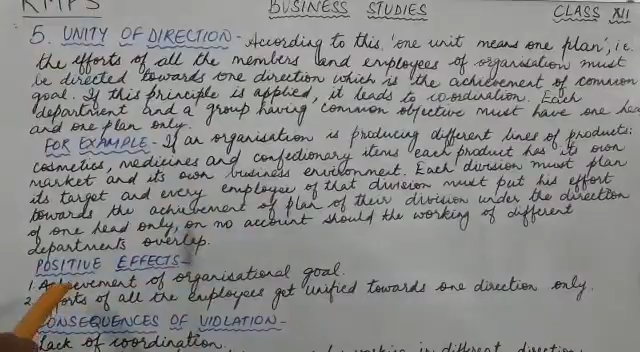 RMPS BUSINESS STUDIES CLASS XII
5. UNITY OF DIRECTION - According to this 'one unit means one plan', i.e.
the efforts of all the members and employees of organisation must
be directed towards one direction which is the achievement of common
goal. If this principle is applied, it leads to co-ordination. Each
department and a group having common objective must have one head
and one plan only.
FOR EXAMPLE - If an organisation is producing different lines of products:
cosmetics, medicines and confedionary items each product has its own
market and its own business environment. Each division must plan
its target and every employee of that division must put his effort
towards the achievement of plan of their division under the direction
of one head only, on no account should the working of different
departments overlap.
POSITIVE EFFECTS -
1. Achievement of organisational goal.
2. Efforts of all the employees get unified towards one direction only.
CONSEQUENCES OF VIOLATION -
Lack of coordination.
working in different direction